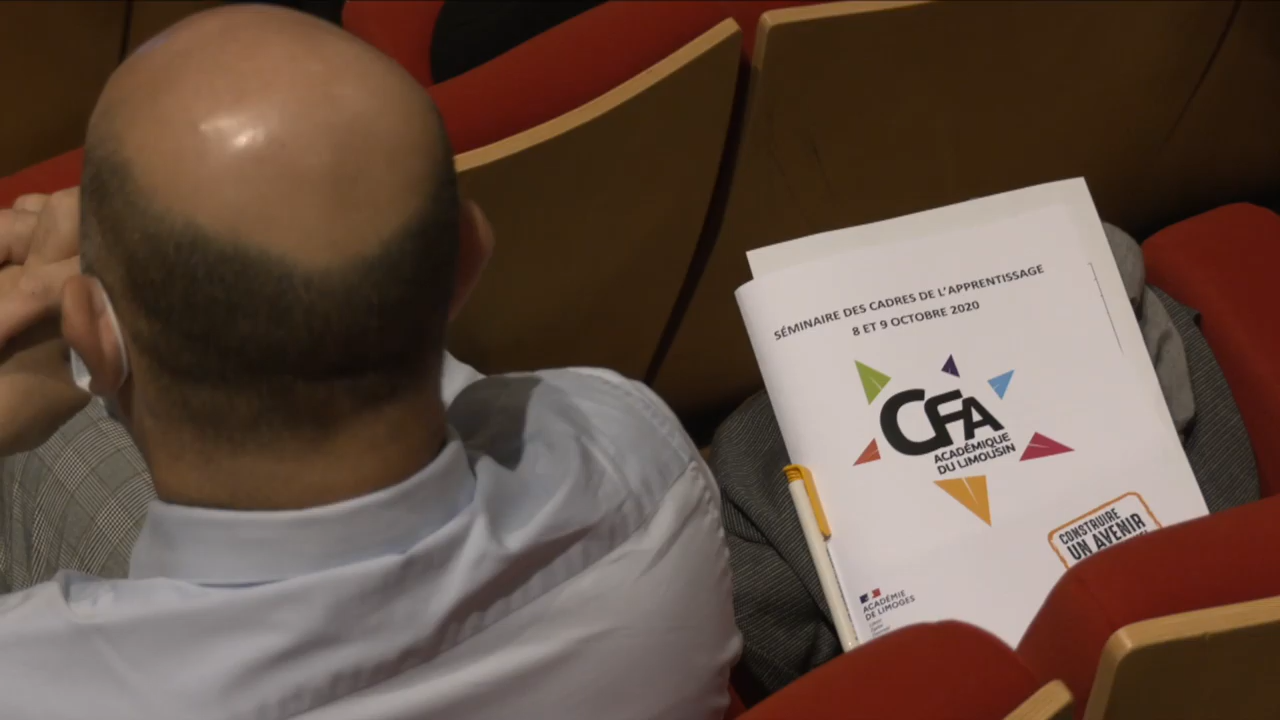 SÉMINAIRE DES CADRES DE L'APPRENTISSAGE
8 ET 9 OCTOBRE 2020
CFA
ACADÉMIQUE
DU LIMOUSIN
CONSTRUIRE
UN AVENIR
ACADÉMIE
DE LIMOGES